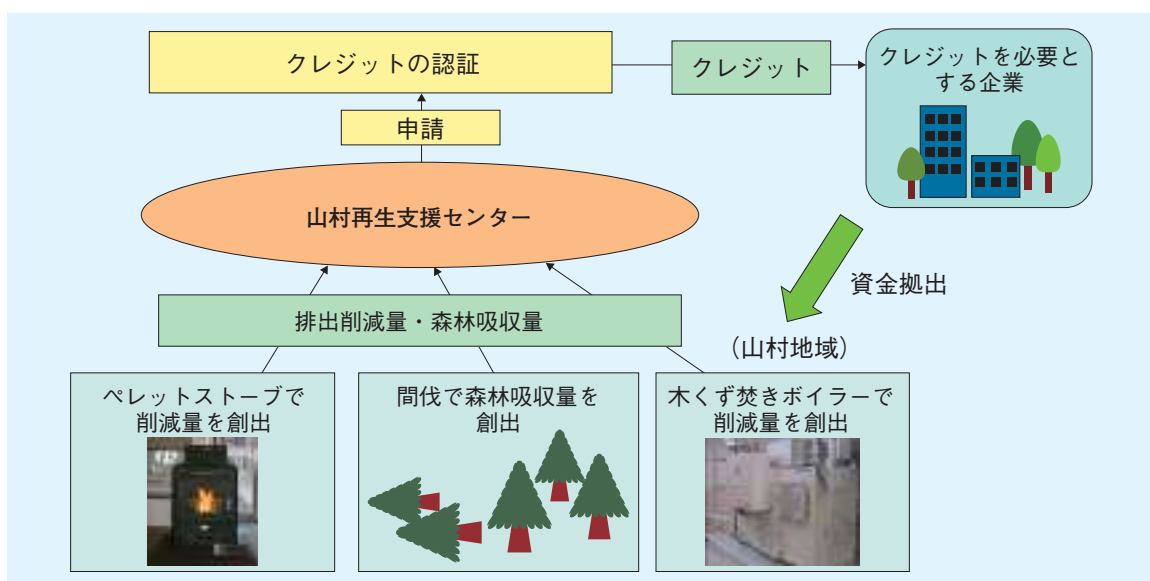 クレジットの認証
クレジット
クレジットを必要と
する企業
申請
山村再生支援センター
資金拠出
排出削減量・森林吸収量
（山村地域）
ペレットストーブで
削減量を創出
間伐で森林吸収量を
創出
木くず焚きボイラーで
削減量を創出